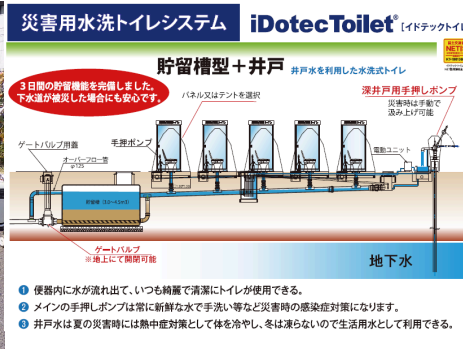 災害用水洗トイレシステム
iDotecToilet®
[イドテックトイレ
貯留槽型+井戸
井戸水を利用した水洗式トイレ
3日間の貯留機能を完備しました。
下水道が被災した場合にも安心です。
パネル又はテントを選択
深井戸用手押しポンプ
災害時は手動で
汲み上げ可能
ゲートバルブ用蓋
手押ポンプ
オーバーフロー管
φ125
電動ユニット
ゲートバルブ
※地上にて開閉可能
地下水
① 便器内に水が流れ出て、いつも綺麗で清潔にトイレが使用できる。
② メインの手押しポンプは常に新鮮な水で手洗い等など災害時の感染症対策になります。
③ 井戸水は夏の災害時には熱中症対策として体を冷やし、冬は凍らないので生活用水として利用できる。